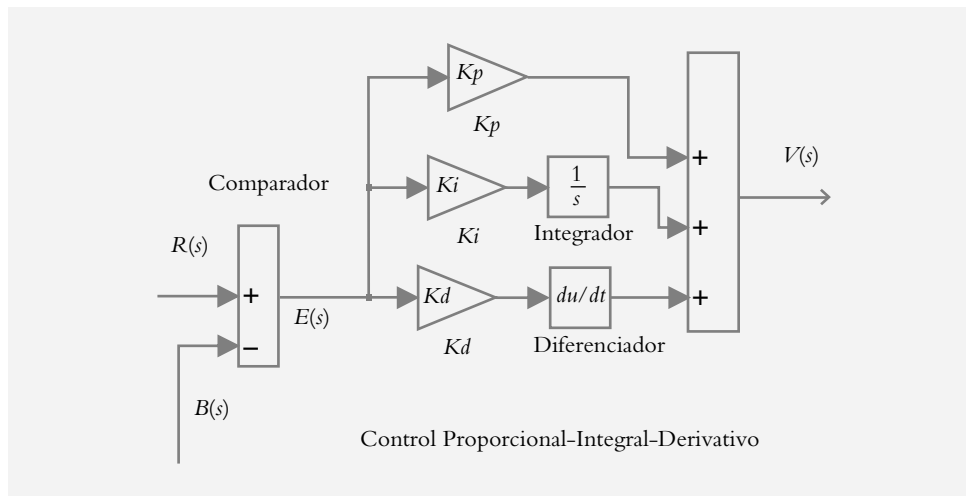 Kp
Kp
+
V(s)
Comparador
Ki
1
s
Ki
Integrador
+
R(s)
+
E(s)
Kd
du/dt
+
–
Kd
Diferenciador
B(s)
Control Proporcional-Integral-Derivativo